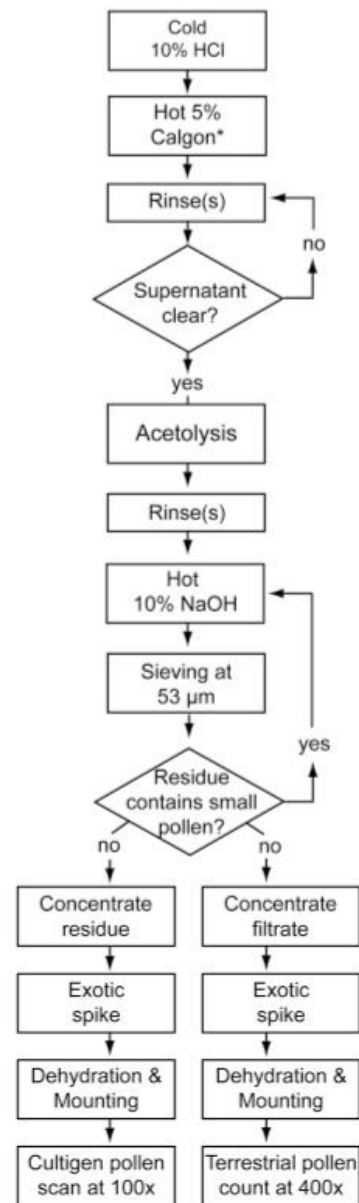 Cold
10% HCl
Hot 5%
Calgon*
Rinse(s)
no
Supernatant
clear?
yes
Acetolysis
Rinse(s)
Hot
10% NaOH
Sieving at
53 µm
yes
Residue
contains small
pollen?
no
no
Concentrate
residue
Concentrate
filtrate
Exotic
spike
Exotic
spike
Dehydration &
Mounting
Dehydration &
Mounting
Cultigen pollen
scan at 100x
Terrestrial pollen
count at 400x